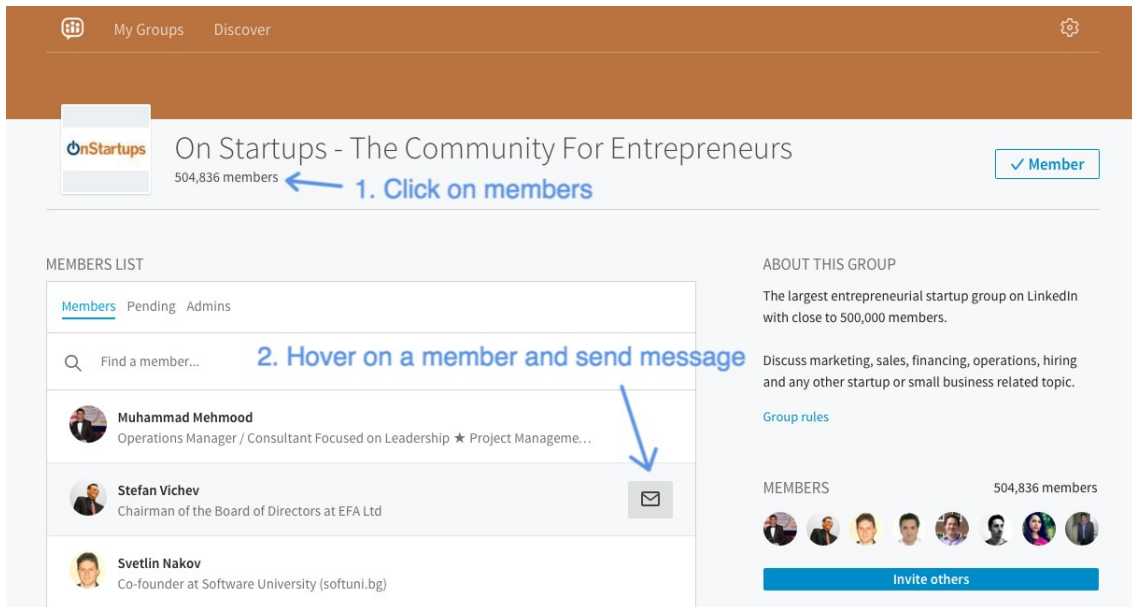 My Groups Discover
OnStartups
On Startups - The Community For Entrepreneurs
504,836 members
1. Click on members
✓ Member
MEMBERS LIST
Members Pending Admins
Find a member...
2. Hover on a member and send message
Muhammad Mehmood
Operations Manager / Consultant Focused on Leadership ★ Project Manageme…
Stefan Vichev
Chairman of the Board of Directors at EFA Ltd
Svetlin Nakov
Co-founder at Software University (softuni.bg)
ABOUT THIS GROUP
The largest entrepreneurial startup group on LinkedIn
with close to 500,000 members.
Discuss marketing, sales, financing, operations, hiring
and any other startup or small business related topic.
Group rules
MEMBERS 504,836 members
Invite others